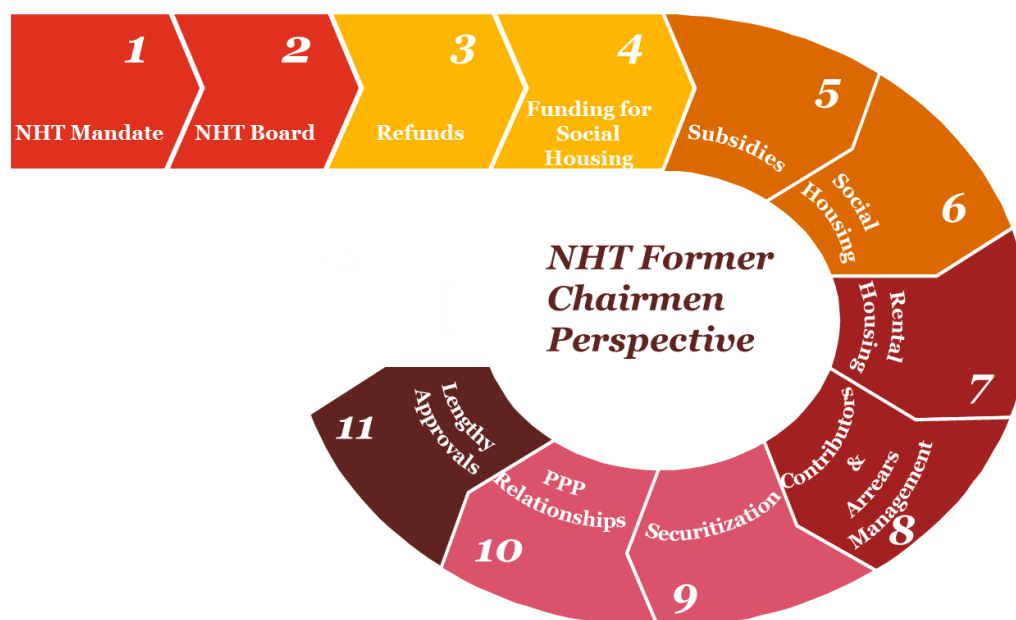 1
NHT Mandate
2
NHT Board
3
Refunds
4
Funding for
Social
Housing
5
Subsidies
6
Social
Housing
7
Rental
Housing
8
Contributors
&
Arrears
Management
9
Securitization
10
PPP
Relationships
11
Lengthy
Approvals
NHT Former
Chairmen
Perspective